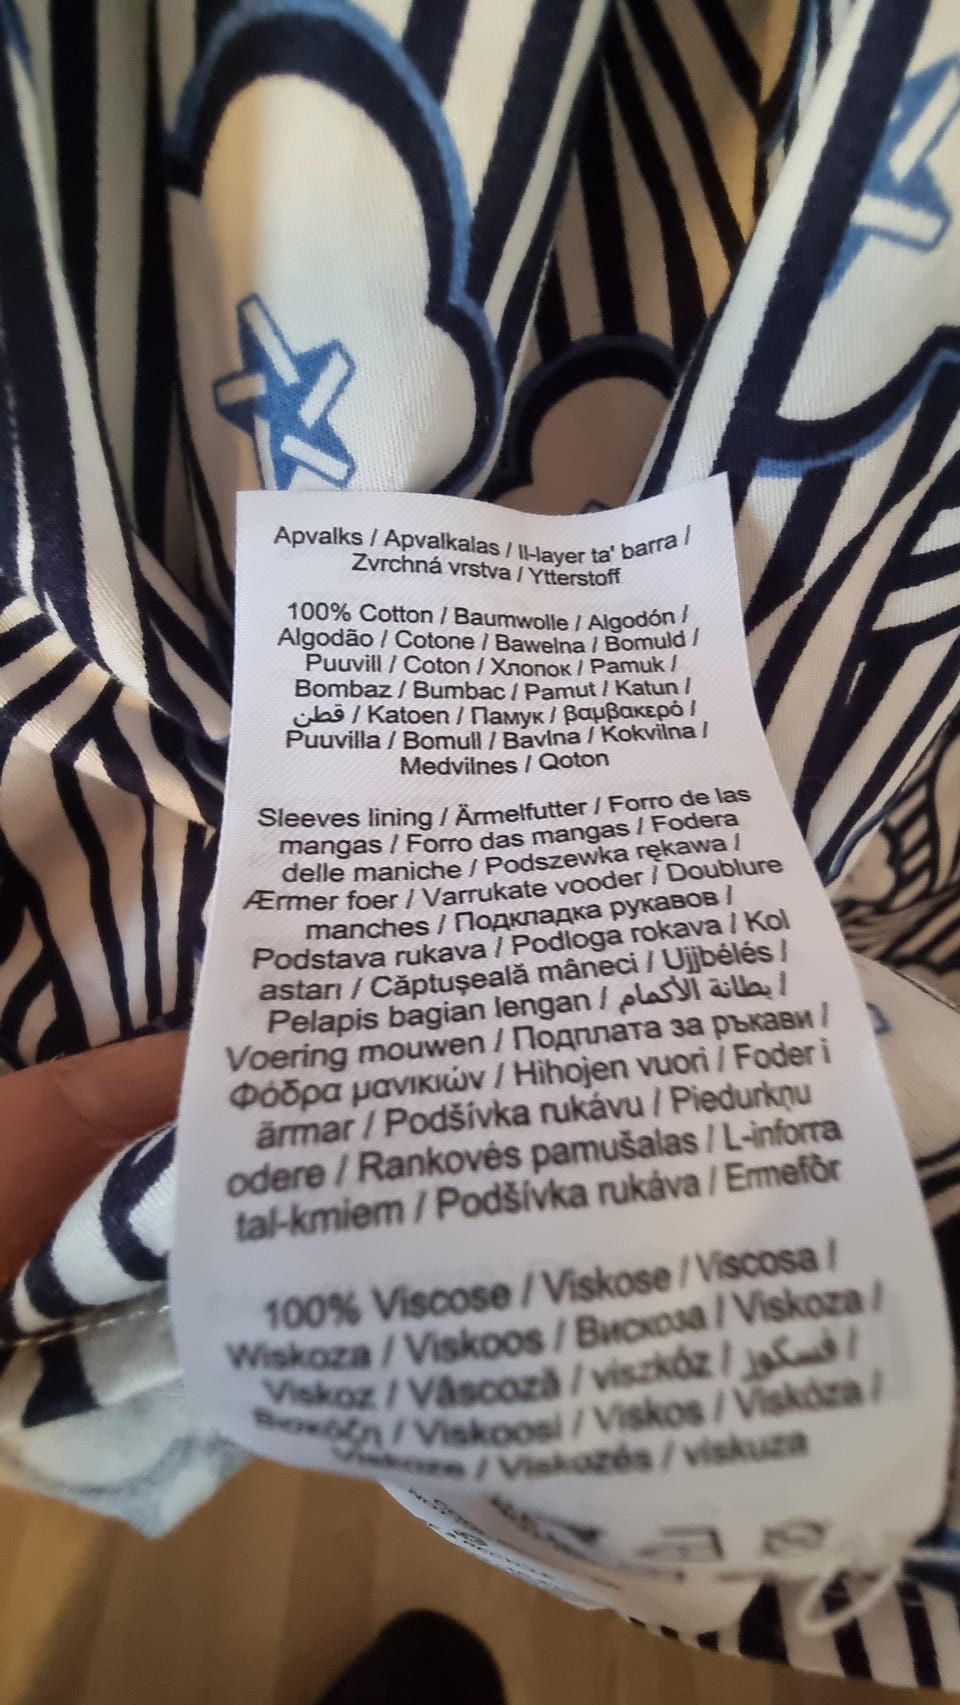 Apvalks / Apvalkalas / Il-layer ta' barra /
Zvrchná vrstva / Ytterstoff
100% Cotton / Baumwolle / Algodón /
Algodão / Cotone / Bawełna / Bomuld /
Puuvill / Coton / Хлопок / Pamuk /
Bombaz / Bumbac / Pamut / Katun /
قطن / Katoen / Памук / βαμβακερό /
Puuvilla / Bomull / Bavlna / Kokvilna /
Medvilnes / Qoton
Sleeves lining / Ärmelfutter / Forro de las
mangas / Forro das mangas / Fodera
delle maniche / Podszewka rękawa /
Ærmer foer / Varrukate vooder / Doublure
manches / Подкладка рукавов /
Podstava rukava / Podloga rokava / Kol
astarı / Căptuşeală mâneci / Ujjbélés /
Pelapis bagian lengan / بطانة الأكمام /
Voering mouwen / Подплата за ръкави /
Φόδρα μανικιών / Hihojen vuori / Foder i
ärmar / Podšívka rukávu / Piedurkņu
odere / Rankovės pamušalas / L-inforra
tal-kmiem / Podšívka rukáva / Ermefôr
100% Viscose / Viskose / Viscosa /
Wiskoza / Viskoos / Вискоза / Viskoza /
Viskoz / Vâscoză / viszkóz / فسكوز /
Βισκόζη / Viskoosi / Viskos / Viskóza /
Viskoze / Viskozės / viskuża